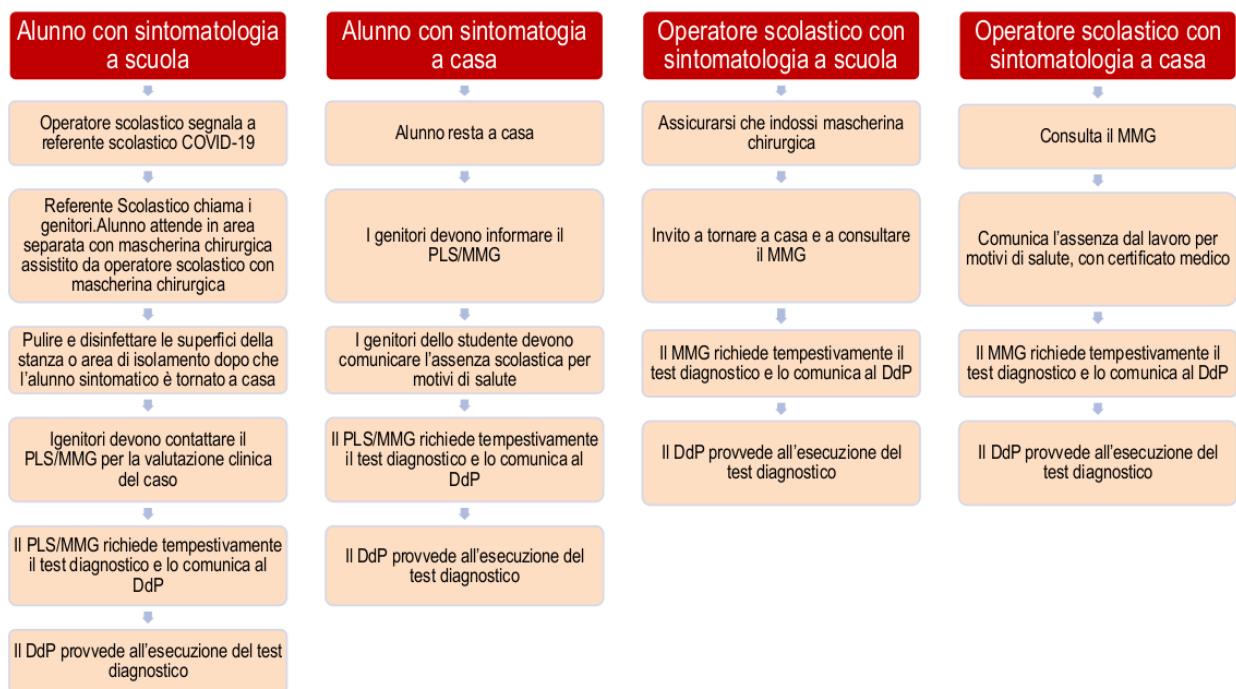 Alunno con sintomatologia
a scuola
Operatore scolastico segnala a
referente scolastico COVID-19
Referente Scolastico chiama i
genitori.Alunno attende in area
separata con mascherina chirurgica
assistito da operatore scolastico con
mascherina chirurgica
Pulire e disinfettare le superfici della
stanza o area di isolamento dopo che
l'alunno sintomatico è tornato a casa
Igenitori devono contattare il
PLS/MMG per la valutazione clinica
del caso
Il PLS/MMG richiede tempestivamente
il test diagnostico e lo comunica al
DdP
Il DdP provvede all'esecuzione del test
diagnostico
Alunno con sintomatogia
a casa
Alunno resta a casa
I genitori devono informare il
PLS/MMG
I genitori dello studente devono
comunicare l'assenza scolastica per
motivi di salute
Il PLS/MMG richiede tempestivamente
il test diagnostico e lo comunica al
DdP
Il DdP provvede all'esecuzione del
test diagnostico
Operatore scolastico con
sintomatologia a scuola
Assicurarsi che indossi mascherina
chirurgica
Invito a tornare a casa e a consultare
il MMG
Il MMG richiede tempestivamente il
test diagnostico e lo comunica al DdP
Il DdP provvede all'esecuzione del
test diagnostico
Operatore scolastico con
sintomatologia a casa
Consulta il MMG
Comunica l'assenza dal lavoro per
motivi di salute, con certificato medico
Il MMG richiede tempestivamente il
test diagnostico e lo comunica al DdP
Il DdP provvede all'esecuzione del
test diagnostico